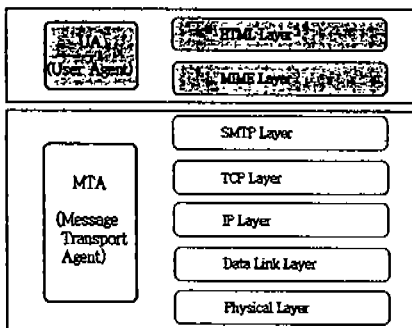 UA
(User Agent)
HTML Layer
MIME Layer
MTA
(Message
Transport
Agent)
SMTP Layer
TCP Layer
IP Layer
Data Link Layer
Physical Layer